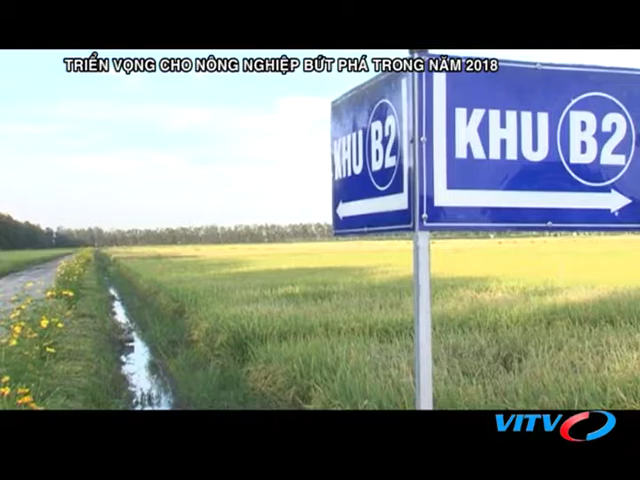 TRIỂN VỌNG CHO NÔNG NGHIỆP BỨT PHÁ TRONG NĂM 2018
KHU B2
KHU B2
VITV